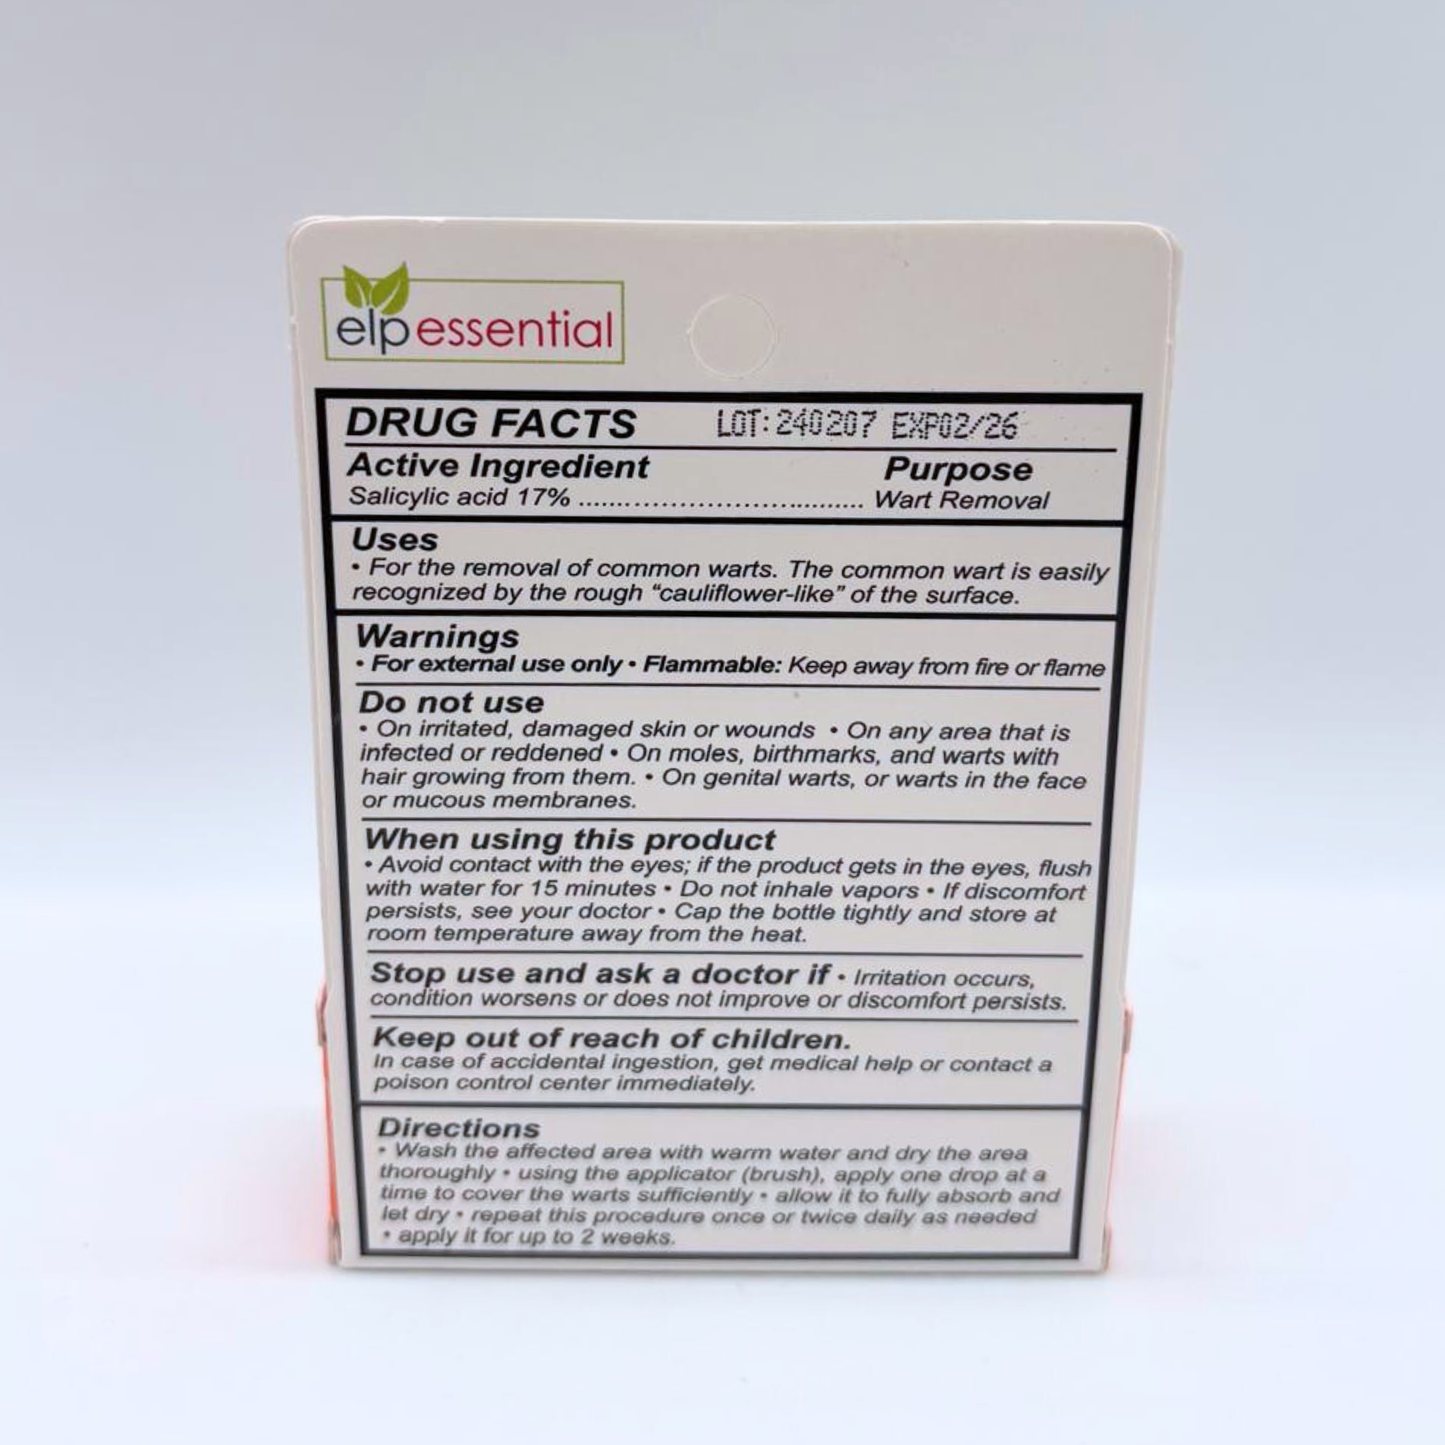 elpessential
DRUG FACTS LOT: 240207 EXP02/26
Active Ingredient Purpose
Salicylic acid 17% ........................................ Wart Removal
Uses
• For the removal of common warts. The common wart is easily
recognized by the rough “cauliflower-like” of the surface.
Warnings
• For external use only • Flammable: Keep away from fire or flame
Do not use
• On irritated, damaged skin or wounds • On any area that is
infected or reddened • On moles, birthmarks, and warts with
hair growing from them. • On genital warts, or warts in the face
or mucous membranes.
When using this product
• Avoid contact with the eyes; if the product gets in the eyes, flush
with water for 15 minutes • Do not inhale vapors • If discomfort
persists, see your doctor • Cap the bottle tightly and store at
room temperature away from the heat.
Stop use and ask a doctor if • Irritation occurs,
condition worsens or does not improve or discomfort persists.
Keep out of reach of children.
In case of accidental ingestion, get medical help or contact a
poison control center immediately.
Directions
• Wash the affected area with warm water and dry the area
thoroughly • using the applicator (brush), apply one drop at a
time to cover the warts sufficiently • allow it to fully absorb and
let dry • repeat this procedure once or twice daily as needed
• apply it for up to 2 weeks.